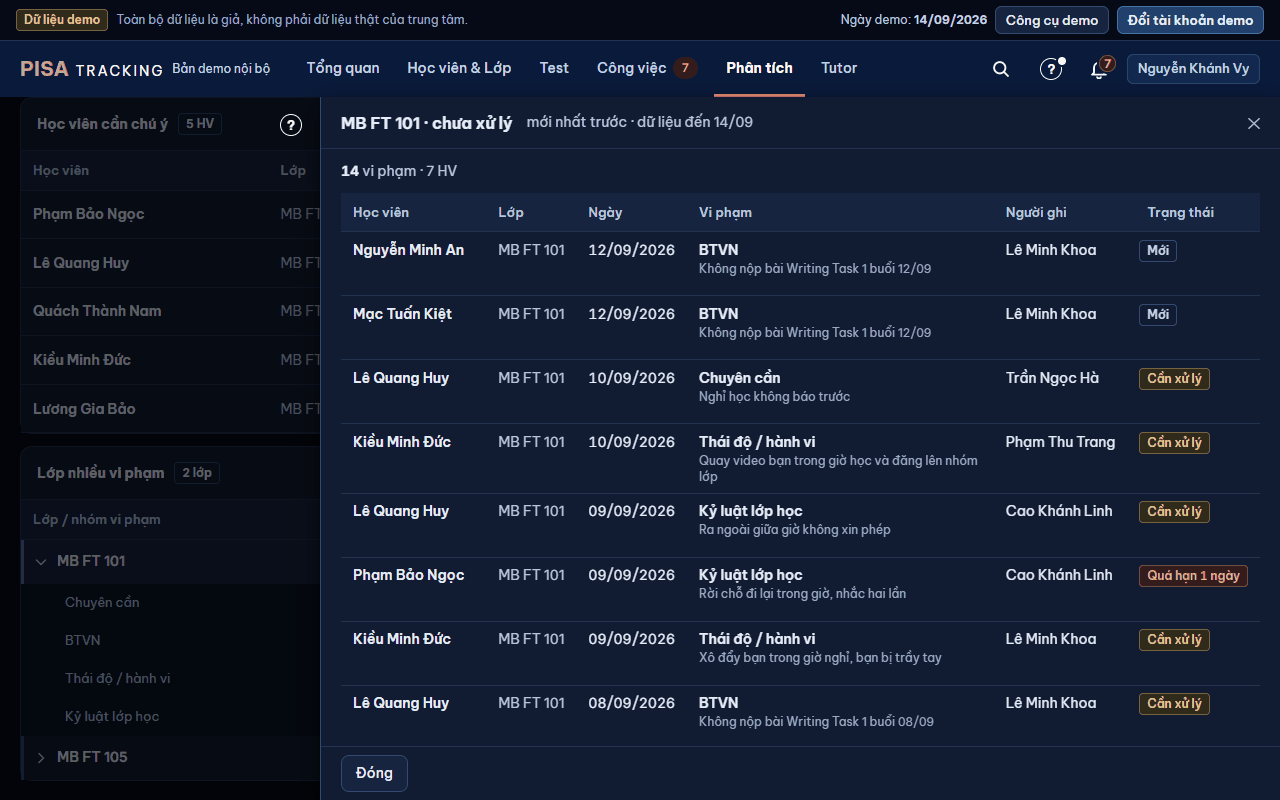 Dữ liệu demo Toàn bộ dữ liệu là giả, không phải dữ liệu thật của trung tâm. Ngày demo: 14/09/2026 Công cụ demo Đổi tài khoản demo
PISA TRACKING Bản demo nội bộ Tổng quan Học viên & Lớp Test Công việc 7 Phân tích Tutor ? 7 Nguyễn Khánh Vy
Học viên cần chú ý 5 HV ?
Học viên Lớp
Phạm Bảo Ngọc MB FT
Lê Quang Huy MB FT
Quách Thành Nam MB FT
Kiều Minh Đức MB FT
Lương Gia Bảo MB FT
Lớp nhiều vi phạm 2 lớp
Lớp / nhóm vi phạm
MB FT 101
Chuyên cần
BTVN
Thái độ / hành vi
Kỷ luật lớp học
MB FT 105
MB FT 101 · chưa xử lý mới nhất trước · dữ liệu đến 14/09
14 vi phạm · 7 HV
Học viên Lớp Ngày Vi phạm Người ghi Trạng thái
Nguyễn Minh An MB FT 101 12/09/2026 BTVN Lê Minh Khoa Mới
Không nộp bài Writing Task 1 buổi 12/09
Mạc Tuấn Kiệt MB FT 101 12/09/2026 BTVN Lê Minh Khoa Mới
Không nộp bài Writing Task 1 buổi 12/09
Lê Quang Huy MB FT 101 10/09/2026 Chuyên cần Trần Ngọc Hà Cần xử lý
Nghỉ học không báo trước
Kiều Minh Đức MB FT 101 10/09/2026 Thái độ / hành vi Phạm Thu Trang Cần xử lý
Quay video bạn trong giờ học và đăng lên nhóm
lớp
Lê Quang Huy MB FT 101 09/09/2026 Kỷ luật lớp học Cao Khánh Linh Cần xử lý
Ra ngoài giữa giờ không xin phép
Phạm Bảo Ngọc MB FT 101 09/09/2026 Kỷ luật lớp học Cao Khánh Linh Quá hạn 1 ngày
Rời chỗ đi lại trong giờ, nhắc hai lần
Kiều Minh Đức MB FT 101 09/09/2026 Thái độ / hành vi Lê Minh Khoa Cần xử lý
Xô đẩy bạn trong giờ nghỉ, bạn bị trầy tay
Lê Quang Huy MB FT 101 08/09/2026 BTVN Lê Minh Khoa Cần xử lý
Không nộp bài Writing Task 1 buổi 08/09
Đóng